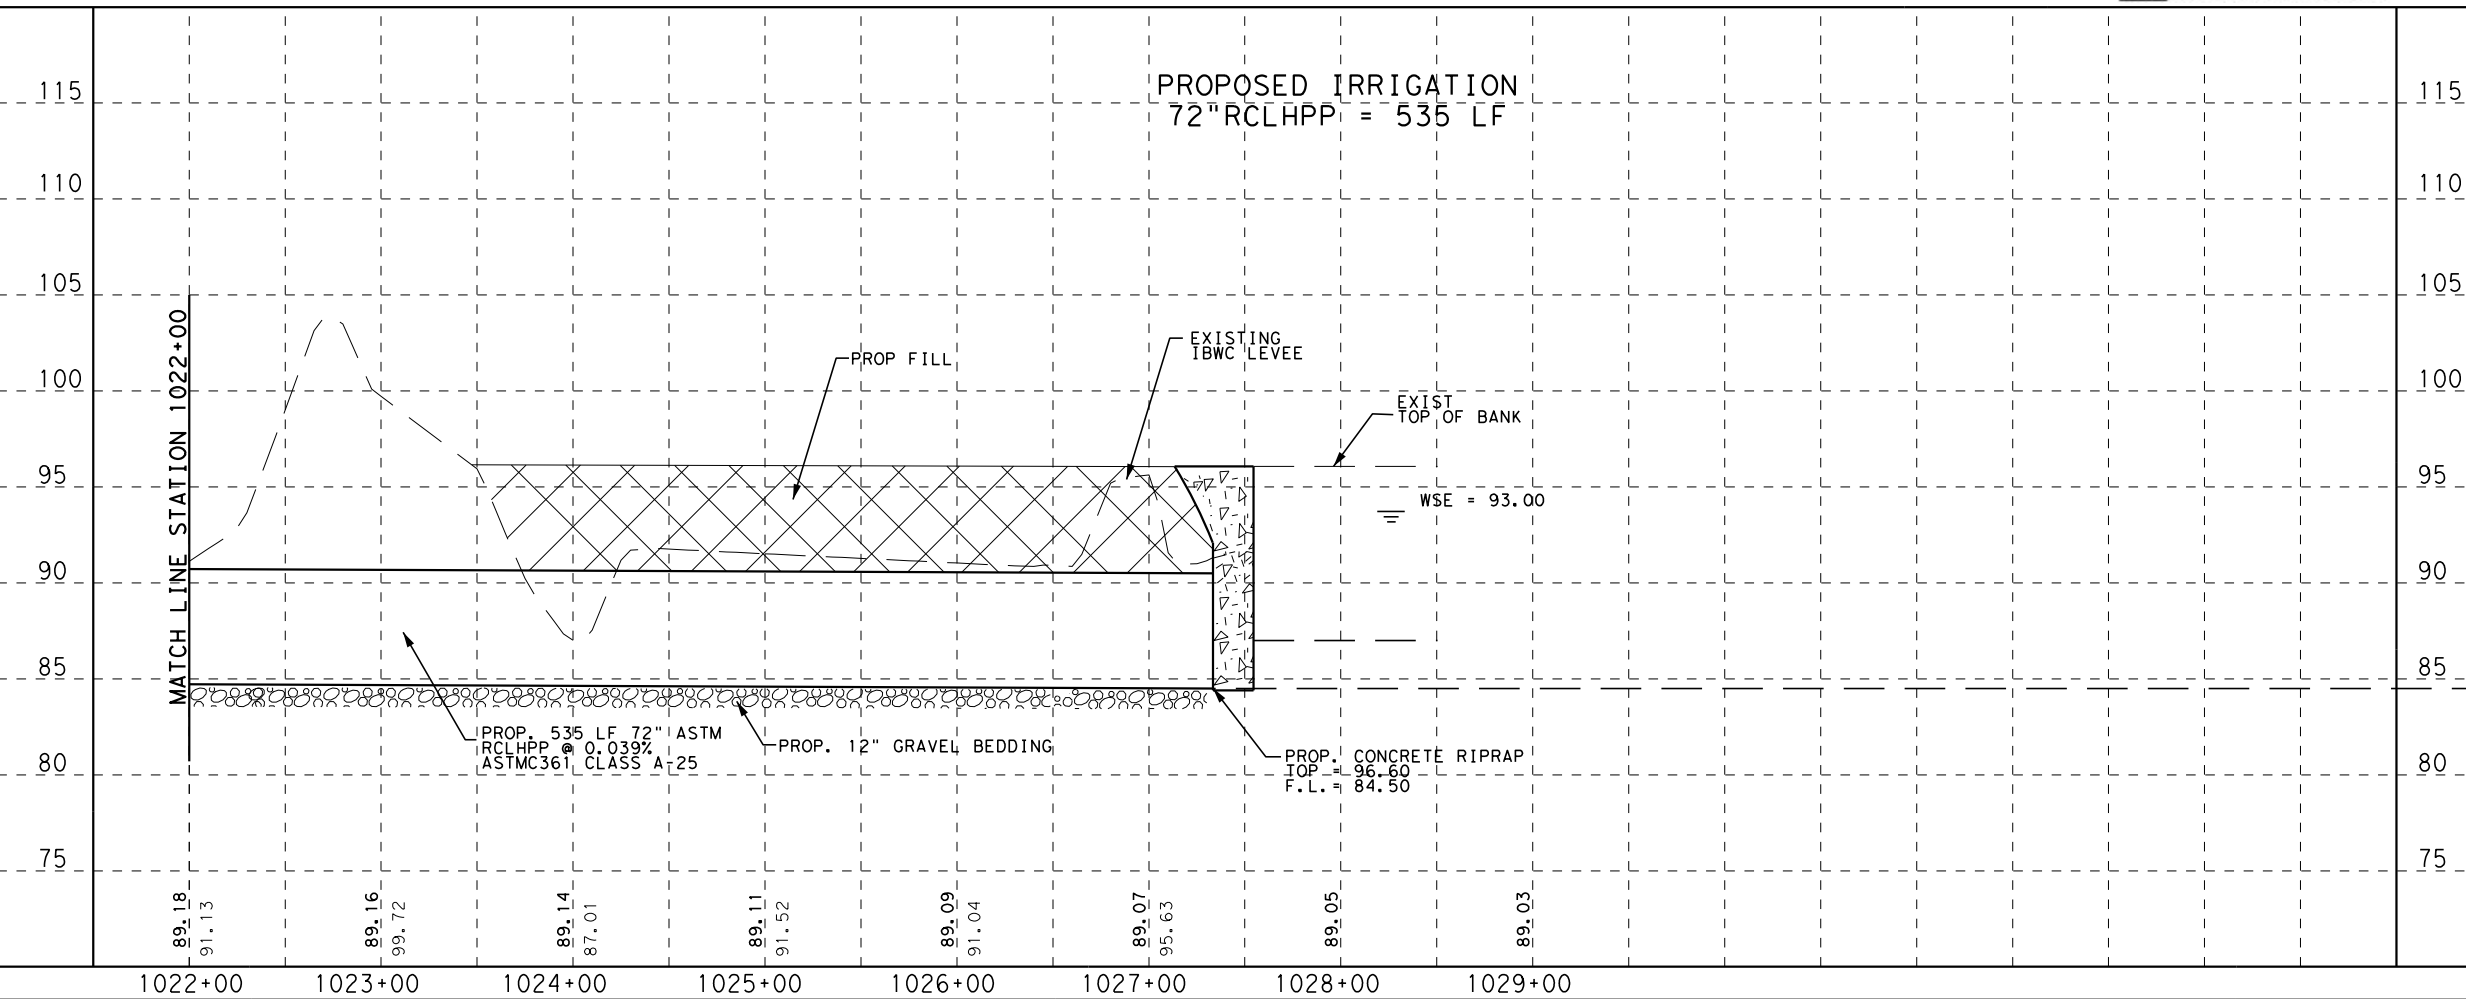 PROPOSED IRRIGATION
72"RCLHPP = 535 LF
115
115
110
110
105
105
100
100
95
95
90
90
85
85
80
80
75
75
MATCH LINE STATION 1022+00
PROP FILL
EXISTING
IBWC LEVEE
EXIST
TOP OF BANK
WSE = 93.00
PROP. 535 LF 72" ASTM
RCLHPP @ 0.039%
ASTMC361 CLASS A-25
PROP. 12" GRAVEL BEDDING
PROP. CONCRETE RIPRAP
TOP = 96.60
F.L.= 84.50
89.18
91.13
89.16
99.72
89.14
87.01
89.11
91.52
89.09
91.04
89.07
95.63
89.05
89.03
1022+00
1023+00
1024+00
1025+00
1026+00
1027+00
1028+00
1029+00